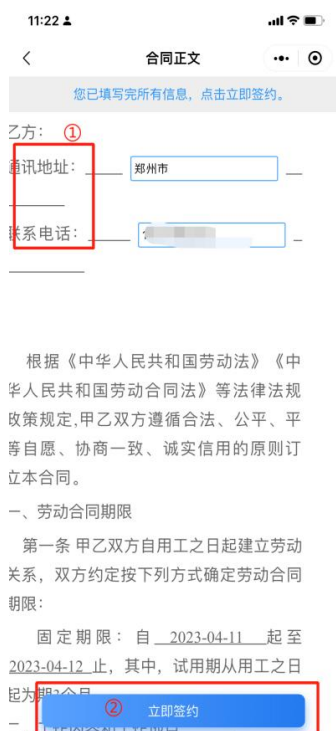 11:22
合同正文
您已填写完所有信息，点击立即签约。
乙方： ①
通讯地址： 郑州市
联系电话：
根据《中华人民共和国劳动法》《中
华人民共和国劳动合同法》等法律法规
政策规定,甲乙双方遵循合法、公平、平
等自愿、协商一致、诚实信用的原则订
立本合同。
一、劳动合同期限
第一条 甲乙双方自用工之日起建立劳动
关系，双方约定按下列方式确定劳动合同
期限：
固定期限：自 2023-04-11 起至
2023-04-12 止，其中，试用期从用工之日
起为期
② 立即签约